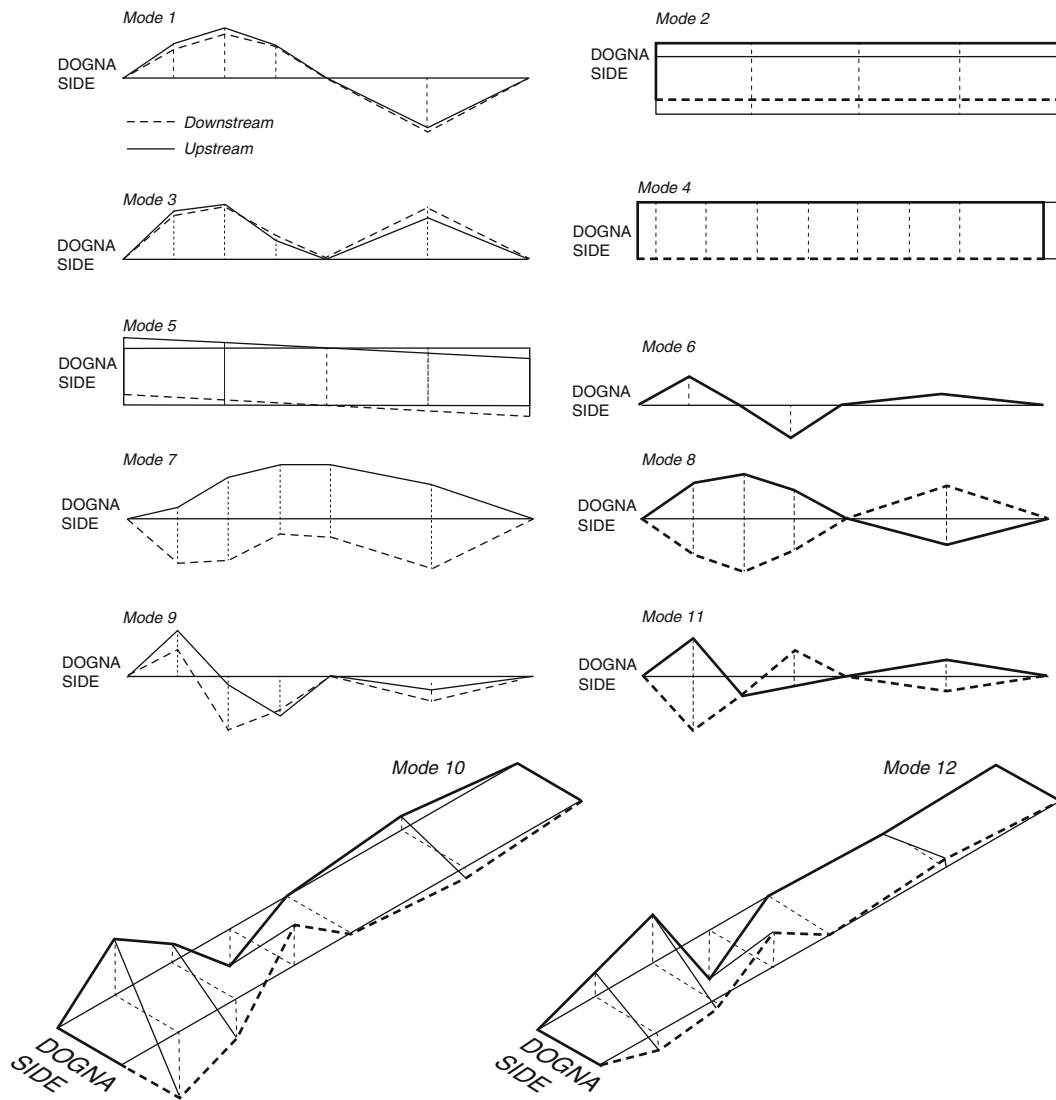 Mode 1
Mode 2
DOGNA
SIDE
DOGNA
SIDE
Downstream
Upstream
Mode 3
Mode 4
DOGNA
SIDE
DOGNA
SIDE
Mode 5
Mode 6
DOGNA
SIDE
DOGNA
SIDE
Mode 7
Mode 8
DOGNA
SIDE
DOGNA
SIDE
Mode 9
Mode 11
DOGNA
SIDE
DOGNA
SIDE
Mode 10
Mode 12
DOGNA
SIDE
DOGNA
SIDE